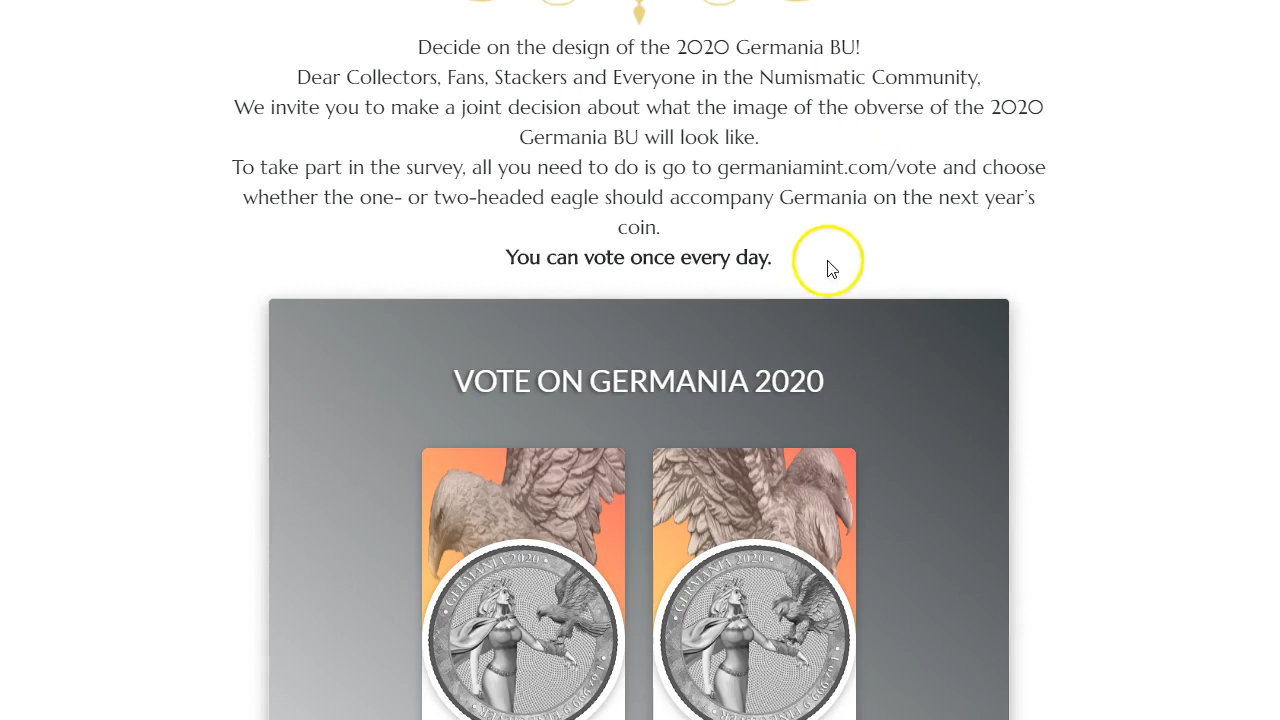 Decide on the design of the 2020 Germania BU!
Dear Collectors, Fans, Stackers and Everyone in the Numismatic Community,
We invite you to make a joint decision about what the image of the obverse of the 2020
Germania BU will look like.
To take part in the survey, all you need to do is go to germaniamint.com/vote and choose
whether the one- or two-headed eagle should accompany Germania on the next year's
coin.
You can vote once every day.
VOTE ON GERMANIA 2020
• GERMANIA 2020 •
• GERMANIA 2020 •